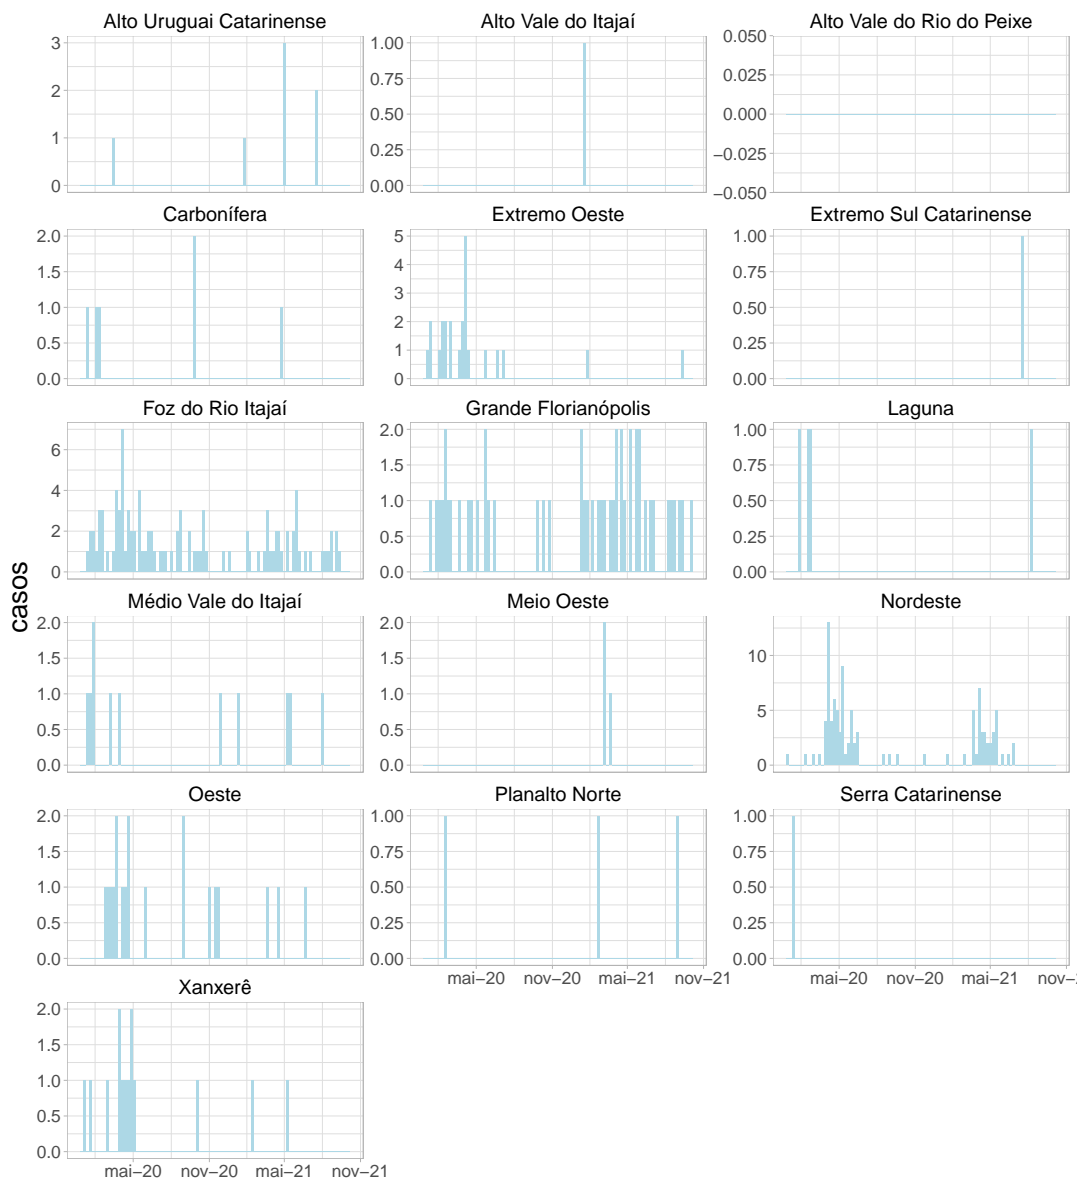 Alto Uruguai Catarinense Alto Vale do Itajaí Alto Vale do Rio do Peixe
3 1.00 0.050
2 0.75 0.025
1 0.50 0.000
0 0.25 −0.025
0.00 −0.050
Carbonífera Extremo Oeste Extremo Sul Catarinense
2.0 5 1.00
1.5 4 0.75
1.0 3 0.50
0.5 2 0.25
0.0 1 0.00
0
Foz do Rio Itajaí Grande Florianópolis Laguna
6 2.0 1.00
4 1.5 0.75
2 1.0 0.50
0 0.5 0.25
0.0 0.00
casos
Médio Vale do Itajaí Meio Oeste Nordeste
2.0 2.0 10
1.5 1.5 5
1.0 1.0 0
0.5 0.5
0.0 0.0
Oeste Planalto Norte Serra Catarinense
2.0 1.00 1.00
1.5 0.75 0.75
1.0 0.50 0.50
0.5 0.25 0.25
0.0 0.00 0.00
mai−20 nov−20 mai−21 nov−21 mai−20 nov−20 mai−21
Xanxerê
2.0
1.5
1.0
0.5
0.0
mai−20 nov−20 mai−21 nov−21